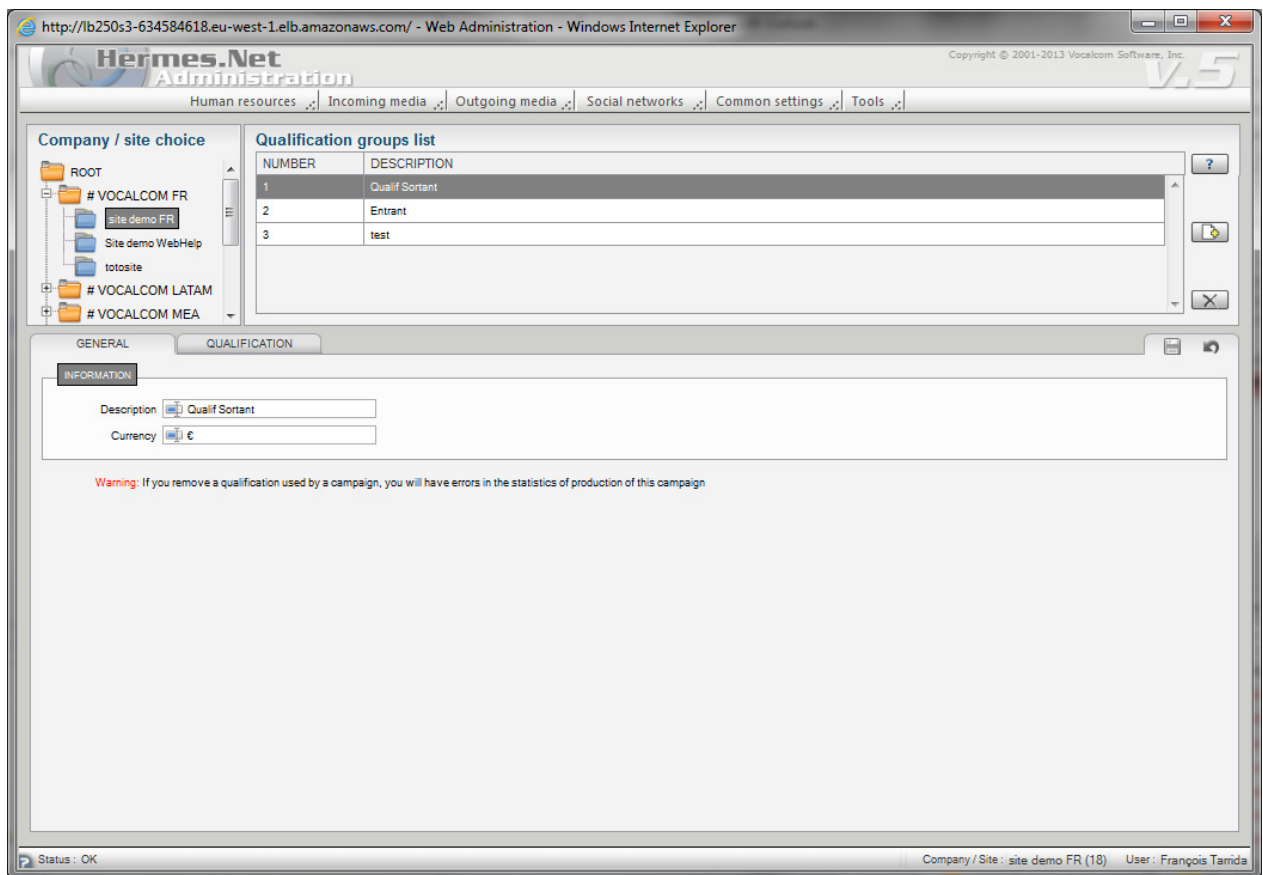 http://lb250s3-634584618.eu-west-1.elb.amazonaws.com/ - Web Administration - Windows Internet Explorer
Hermes.Net
Administration
Copyright © 2001-2013 Vocalcom Software, Inc.
V.5
Human resources Incoming media Outgoing media Social networks Common settings Tools
Company / site choice
ROOT
# VOCALCOM FR
site demo FR
Site demo WebHelp
totosite
# VOCALCOM LATAM
# VOCALCOM MEA
Qualification groups list
NUMBER DESCRIPTION
1 Qualif Sortant
2 Entrant
3 test
?
GENERAL QUALIFICATION
INFORMATION
Description Qualif Sortant
Currency €
Warning: If you remove a qualification used by a campaign, you will have errors in the statistics of production of this campaign
Status : OK
Company / Site : site demo FR (18) User : François Tarrida